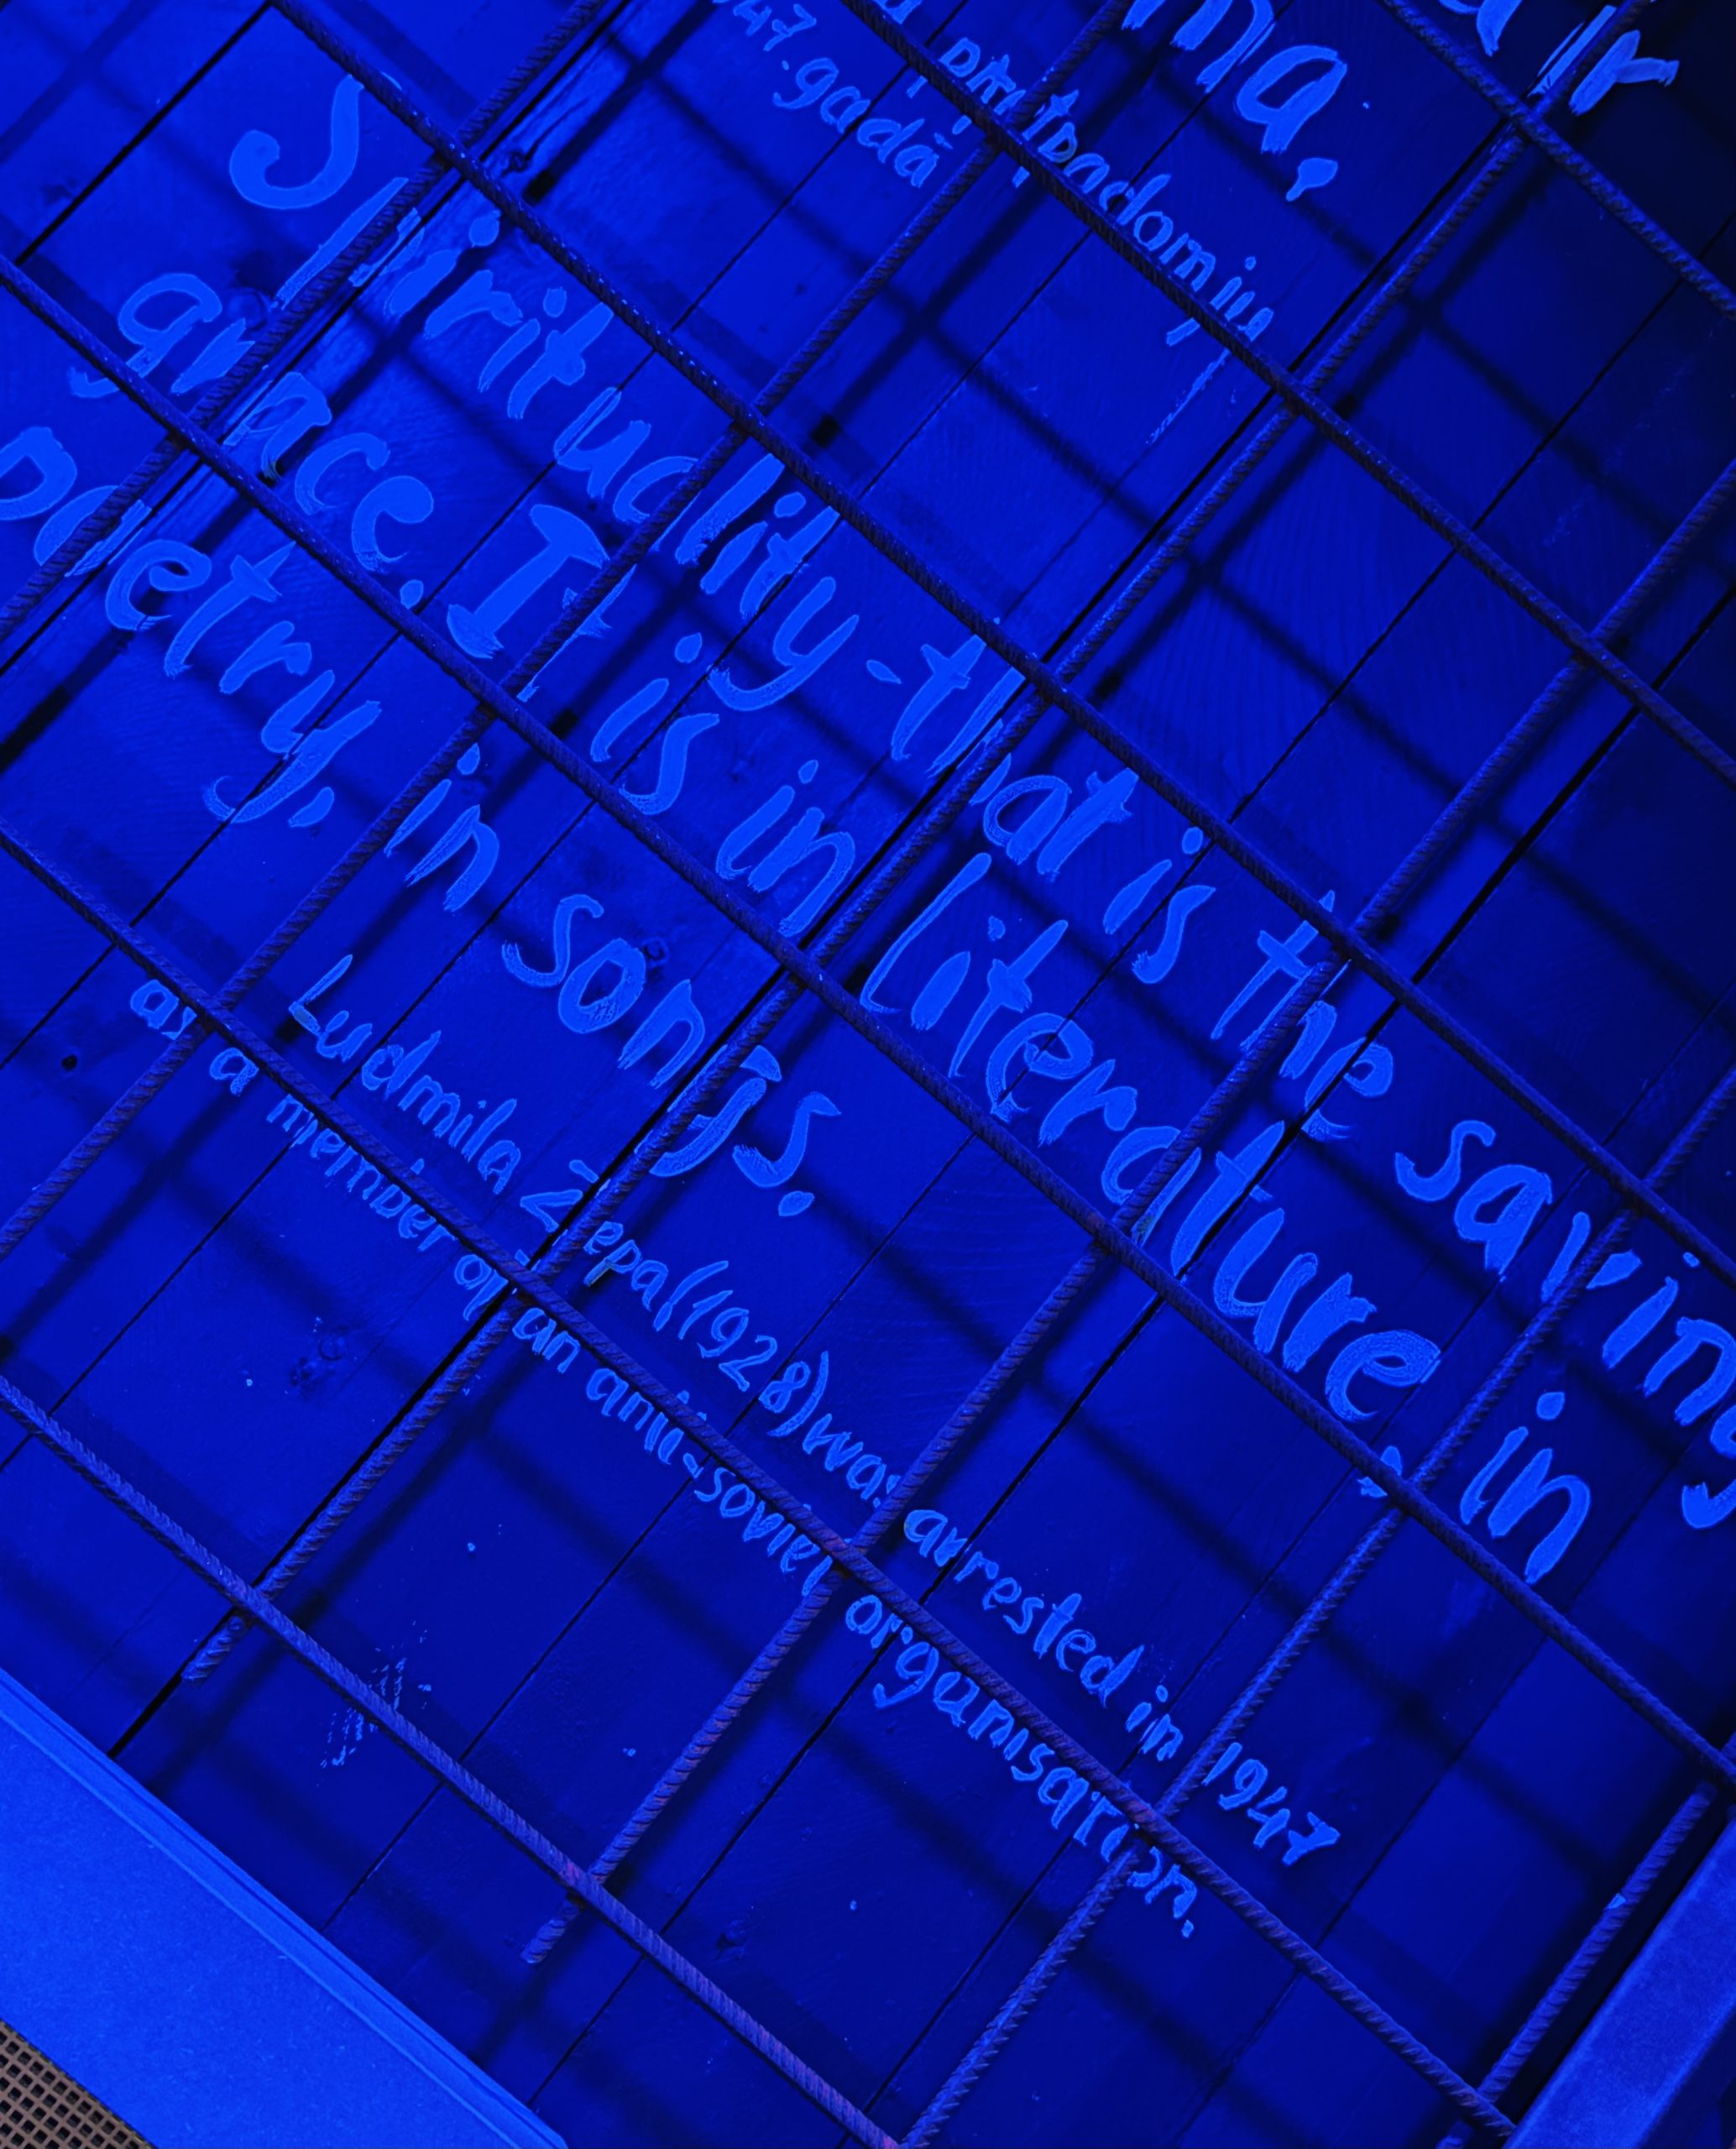 ma,
1947. gadā
Spirituality - that is the saving
grace. It is in literature, in
poetry, in songs.
Ludmila Zepa (1928) was arrested in 1947
as a member of an anti-soviet organisation.